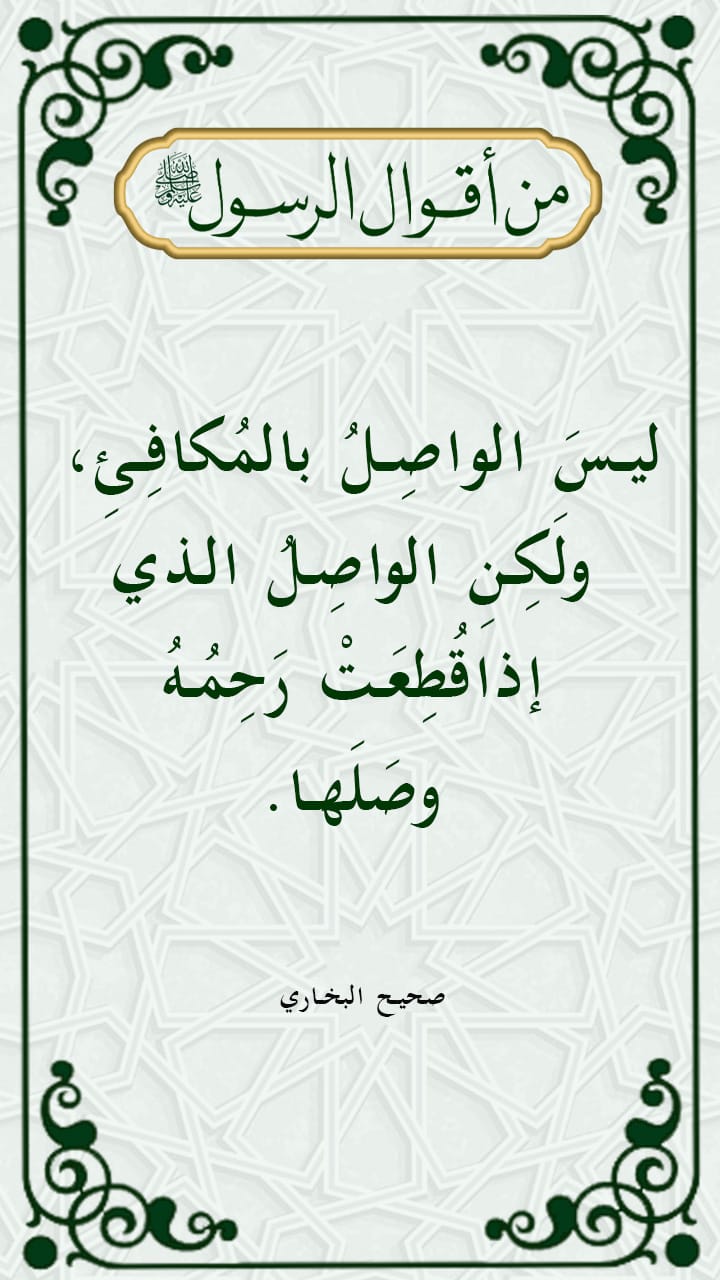 من أقوال الرسول ﷺ
ليسَ الواصِلُ بالمُكافِئِ،
ولَكِنِ الواصِلُ الذي
إذاقُطِعَتْ رَحِمُهُ
وصَلَها.
صحيح البخاري